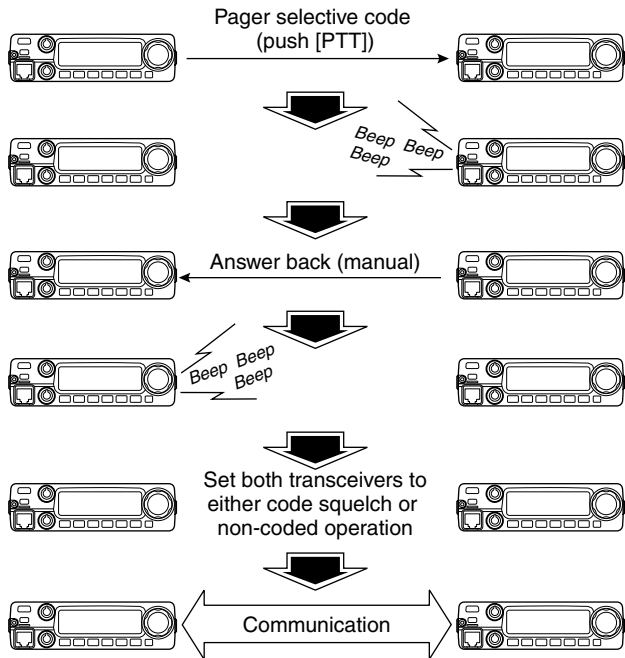 Pager selective code
(push [PTT])
Beep Beep
Beep
Answer back (manual)
Beep Beep
Beep
Set both transceivers to
either code squelch or
non-coded operation
Communication